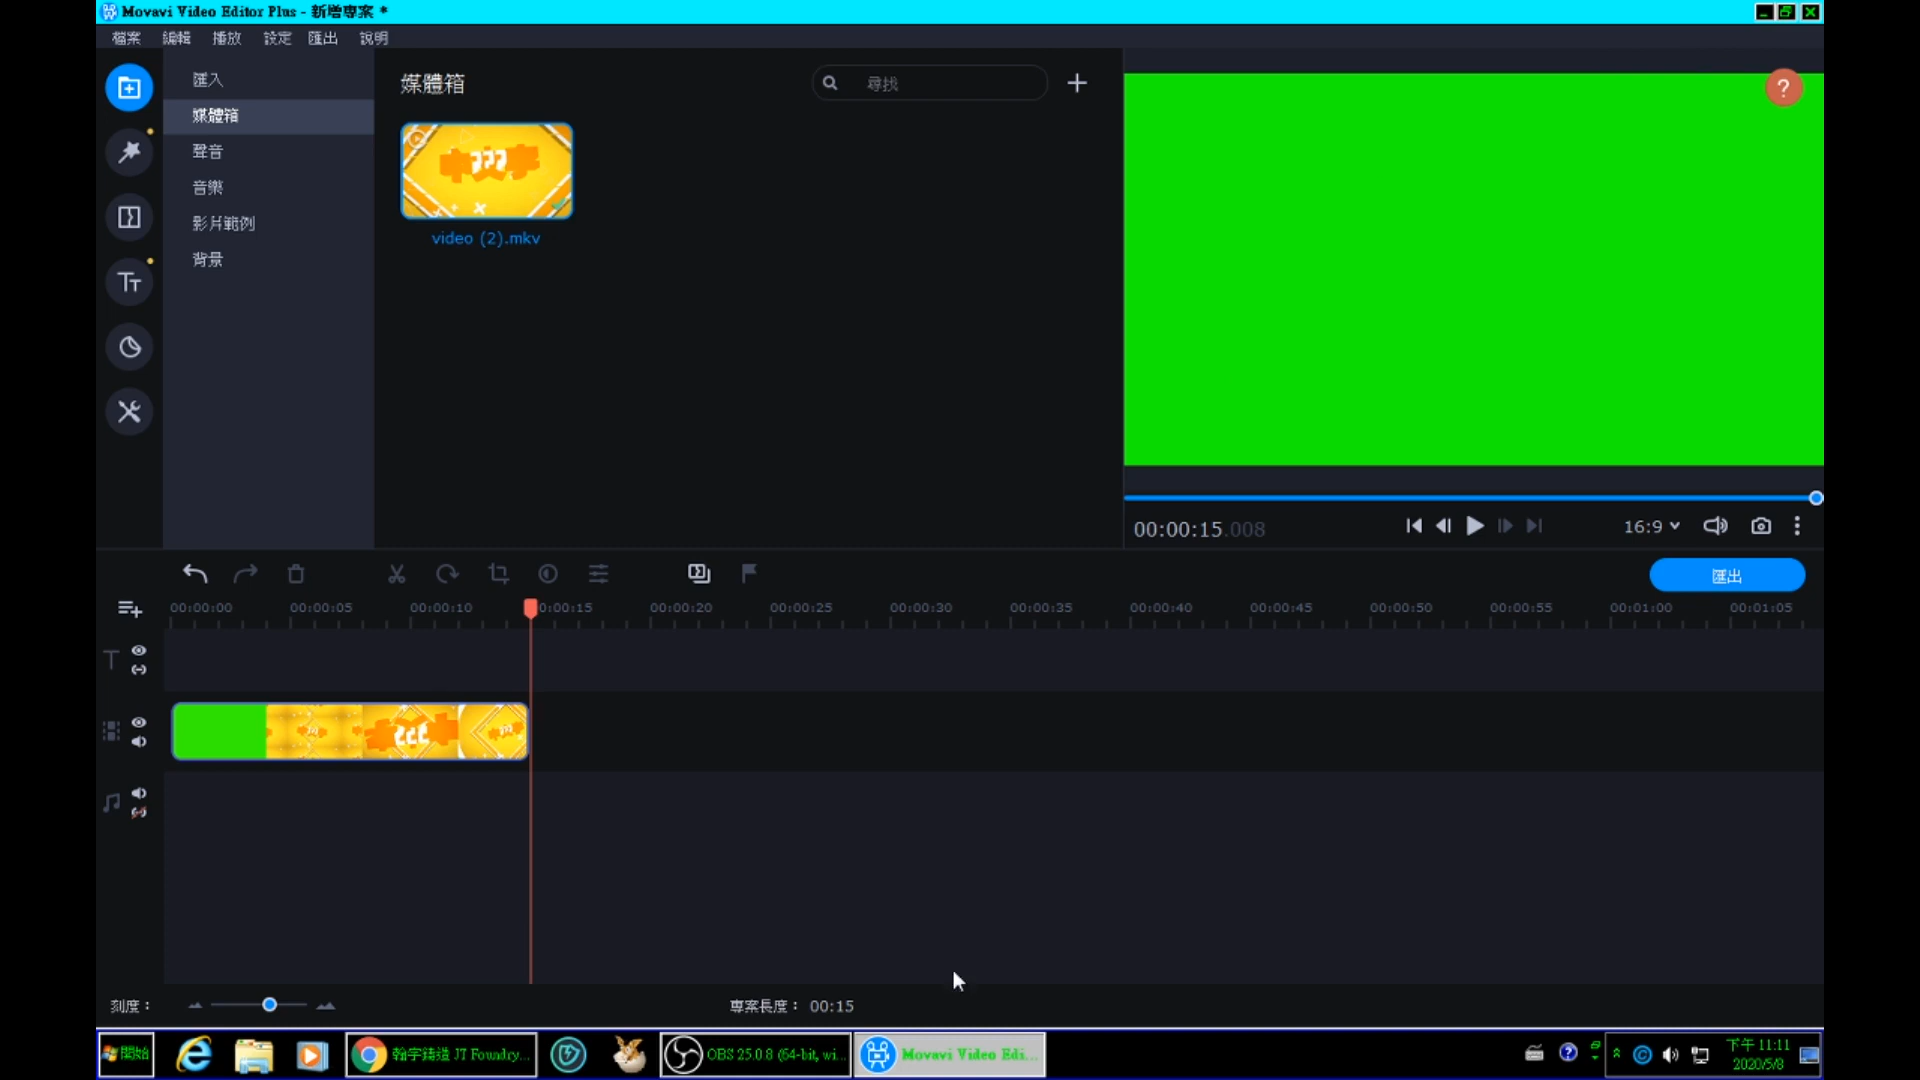 Movavi Video Editor Plus - 新增專案 *
檔案 編輯 播放 設定 匯出 說明
匯入
媒體箱
聲音
音樂
影片範例
背景
媒體箱
尋找
中文字
video (2).mkv
?
00:00:15.008
16:9
匯出
00:00:00 00:00:05 00:00:10 00:00:15 00:00:20 00:00:25 00:00:30 00:00:35 00:00:40 00:00:45 00:00:50 00:00:55 00:01:00 00:01:05
刻度：
專案長度： 00:15
開始
翰字鑄造 JT Foundry...
OBS 25.0.8 (64-bit, wi...
Movavi Video Edi...
下午 11:11
2020/5/8